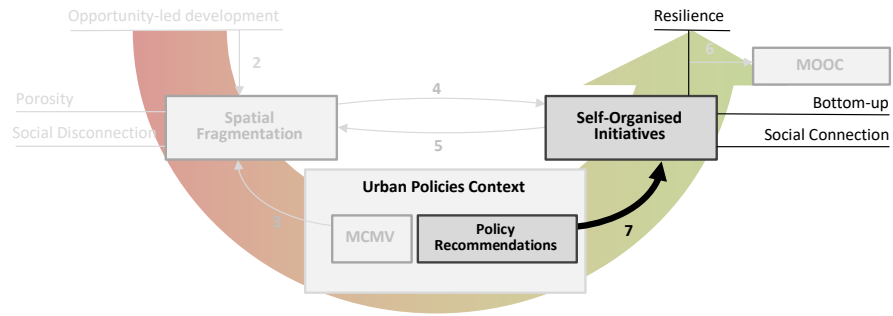 Opportunity-led development
Resilience
2
6
MOOC
Porosity
4
Bottom-up
Spatial
Fragmentation
Self-Organised
Initiatives
Social Disconnection
5
Social Connection
Urban Policies Context
3
MCMV
Policy
Recommendations
7